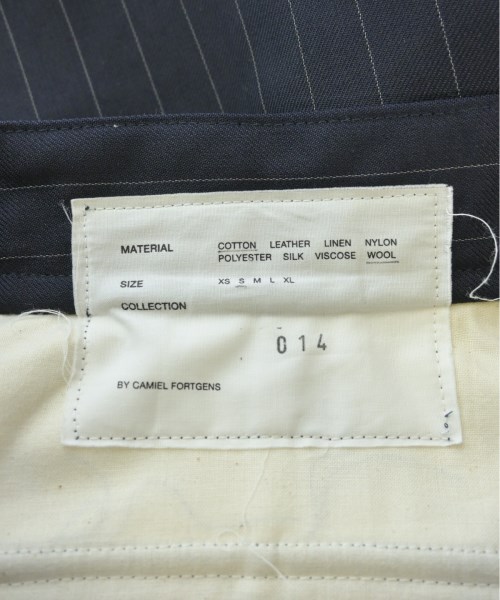 MATERIAL COTTON LEATHER LINEN NYLON
POLYESTER SILK VISCOSE WOOL
SIZE XS S M L XL
COLLECTION
014
BY CAMIEL FORTGENS